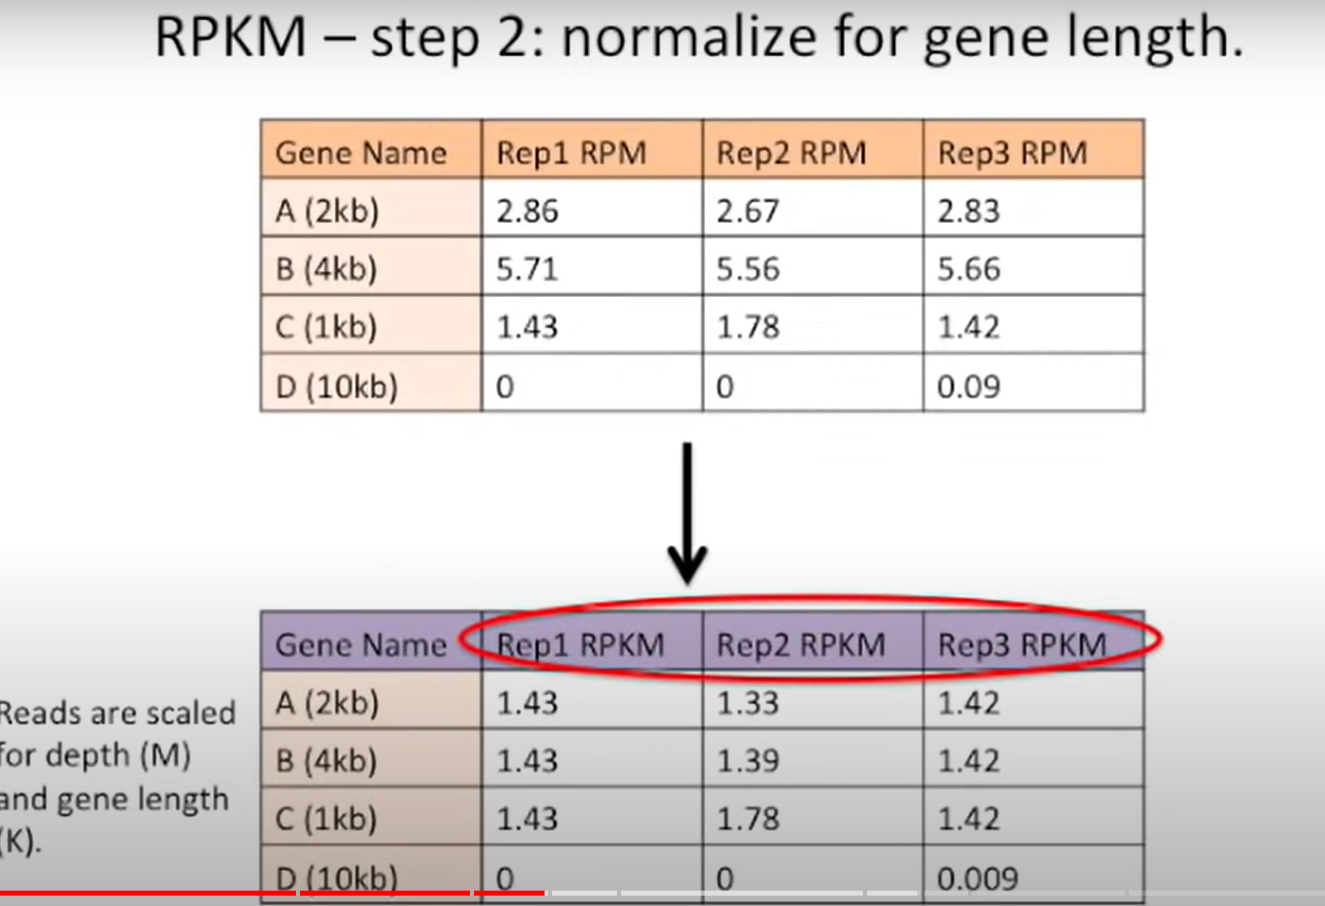 RPKM – step 2: normalize for gene length.
Gene Name Rep1 RPM Rep2 RPM Rep3 RPM
A (2kb) 2.86 2.67 2.83
B (4kb) 5.71 5.56 5.66
C (1kb) 1.43 1.78 1.42
D (10kb) 0 0 0.09
Gene Name Rep1 RPKM Rep2 RPKM Rep3 RPKM
A (2kb) 1.43 1.33 1.42
B (4kb) 1.43 1.39 1.42
C (1kb) 1.43 1.78 1.42
D (10kb) 0 0 0.009
Reads are scaled
for depth (M)
and gene length
(K).